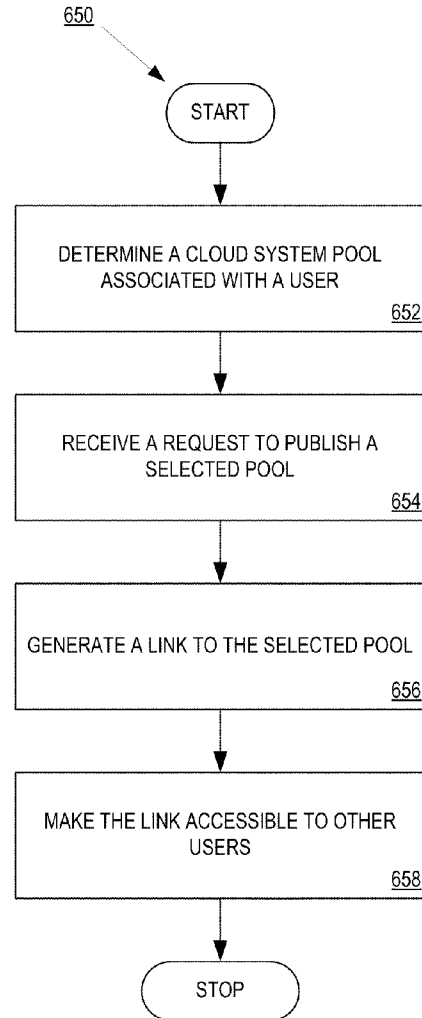 650
START
DETERMINE A CLOUD SYSTEM POOL
ASSOCIATED WITH A USER
652
RECEIVE A REQUEST TO PUBLISH A
SELECTED POOL
654
GENERATE A LINK TO THE SELECTED POOL
656
MAKE THE LINK ACCESSIBLE TO OTHER
USERS
658
STOP